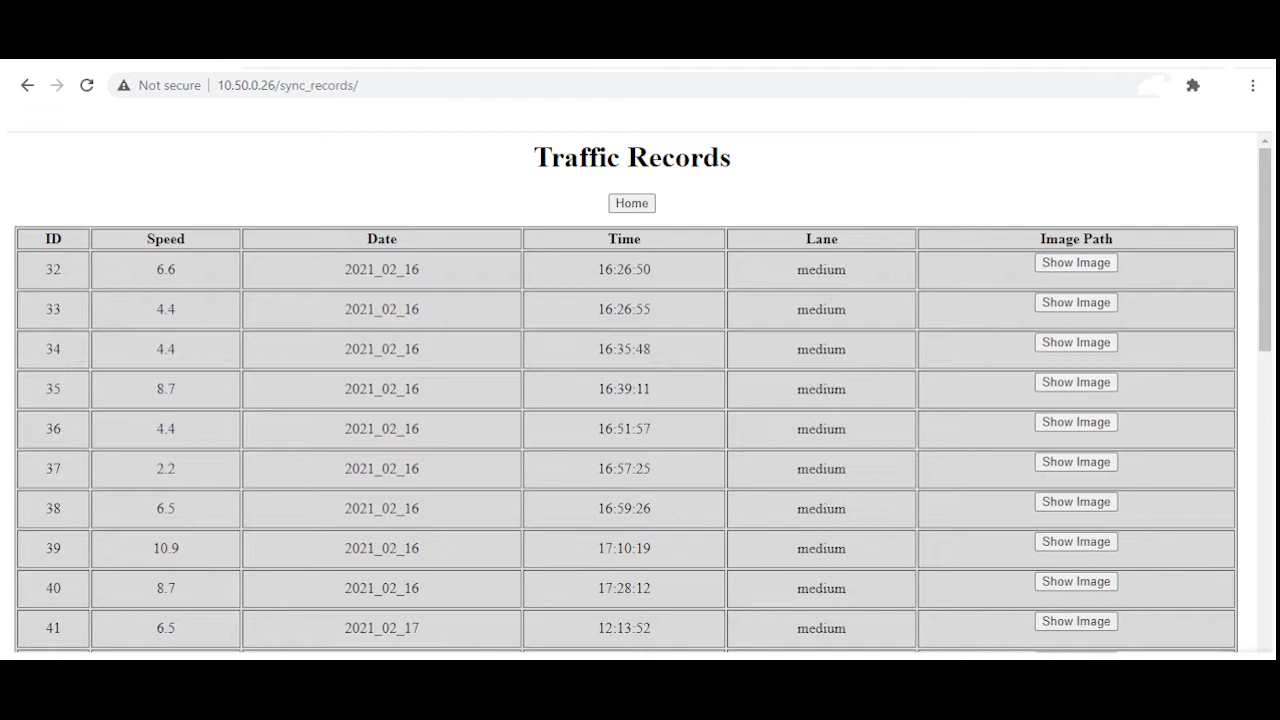 Not secure 10.50.0.26/sync_records/
Traffic Records
Home
ID Speed Date Time Lane Image Path
32 6.6 2021_02_16 16:26:50 medium Show Image
33 4.4 2021_02_16 16:26:55 medium Show Image
34 4.4 2021_02_16 16:35:48 medium Show Image
35 8.7 2021_02_16 16:39:11 medium Show Image
36 4.4 2021_02_16 16:51:57 medium Show Image
37 2.2 2021_02_16 16:57:25 medium Show Image
38 6.5 2021_02_16 16:59:26 medium Show Image
39 10.9 2021_02_16 17:10:19 medium Show Image
40 8.7 2021_02_16 17:28:12 medium Show Image
41 6.5 2021_02_17 12:13:52 medium Show Image